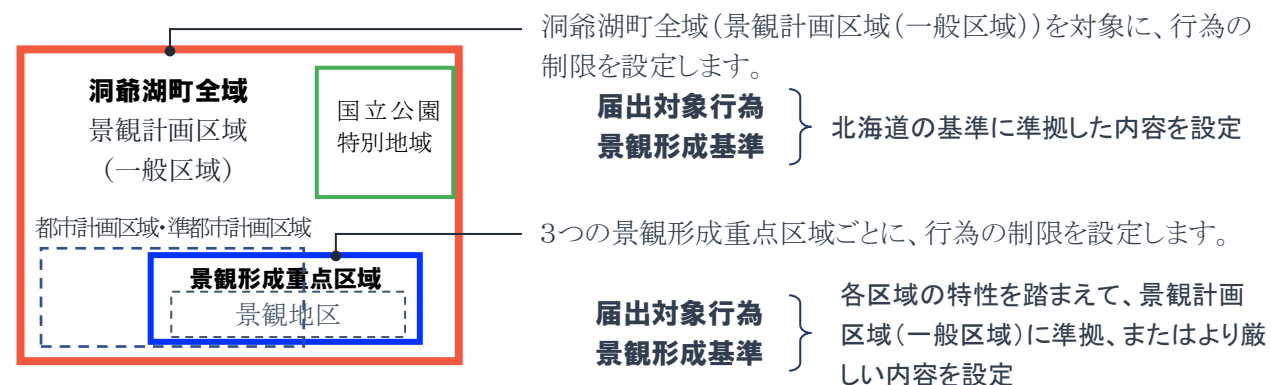 洞爺湖町全域
景観計画区域
(一般区域)
国立公園
特別地域
都市計画区域・準都市計画区域
景観形成重点区域
景観地区
洞爺湖町全域(景観計画区域(一般区域))を対象に、行為の
制限を設定します。
届出対象行為
景観形成基準
北海道の基準に準拠した内容を設定
3つの景観形成重点区域ごとに、行為の制限を設定します。
届出対象行為
景観形成基準
各区域の特性を踏まえて、景観計画
区域(一般区域)に準拠、またはより厳
しい内容を設定